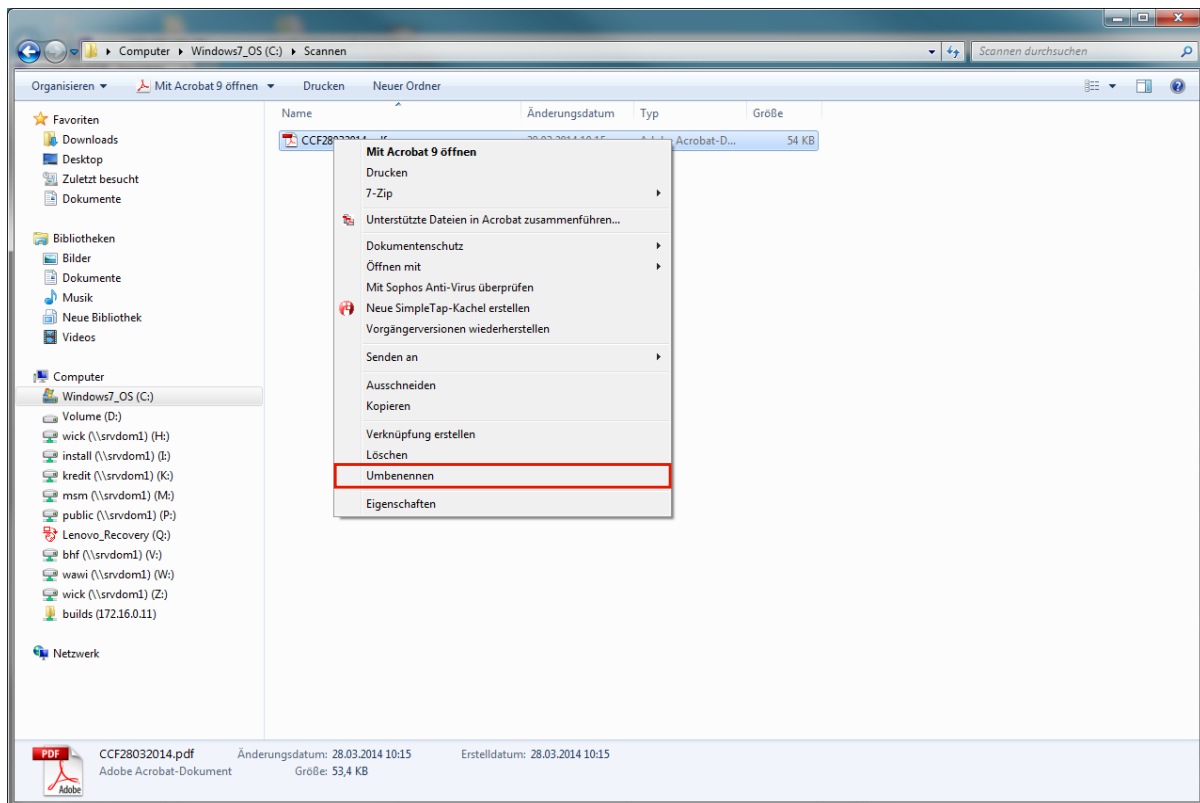 Computer Windows7_OS (C:) Scannen
Scannen durchsuchen
Organisieren Mit Acrobat 9 öffnen Drucken Neuer Ordner
Name Änderungsdatum Typ Größe
Acrobat-D... 54 KB
Favoriten
Downloads
Desktop
Zuletzt besucht
Dokumente
Bibliotheken
Bilder
Dokumente
Musik
Neue Bibliothek
Videos
Computer
Windows7_OS (C:)
Volume (D:)
wick (\\srvdom1) (H:)
install (\\srvdom1) (I:)
kredit (\\srvdom1) (K:)
msm (\\srvdom1) (M:)
public (\\srvdom1) (P:)
Lenovo_Recovery (Q:)
bhf (\\srvdom1) (V:)
wawi (\\srvdom1) (W:)
wick (\\srvdom1) (Z:)
builds (172.16.0.11)
Netzwerk
Mit Acrobat 9 öffnen
Drucken
7-Zip
Unterstützte Dateien in Acrobat zusammenführen...
Dokumentenschutz
Öffnen mit
Mit Sophos Anti-Virus überprüfen
Neue SimpleTap-Kachel erstellen
Vorgängerversionen wiederherstellen
Senden an
Ausschneiden
Kopieren
Verknüpfung erstellen
Löschen
Umbenennen
Eigenschaften
PDF
Adobe
CCF28032014.pdf Änderungsdatum: 28.03.2014 10:15 Erstelldatum: 28.03.2014 10:15
Adobe Acrobat-Dokument Größe: 53,4 KB